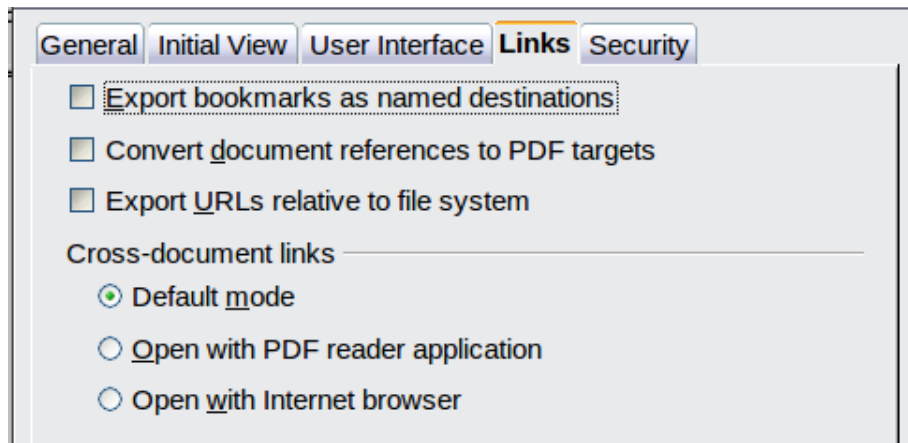 General Initial View User Interface Links Security
Export bookmarks as named destinations
Convert document references to PDF targets
Export URLs relative to file system
Cross-document links
Default mode
Open with PDF reader application
Open with Internet browser